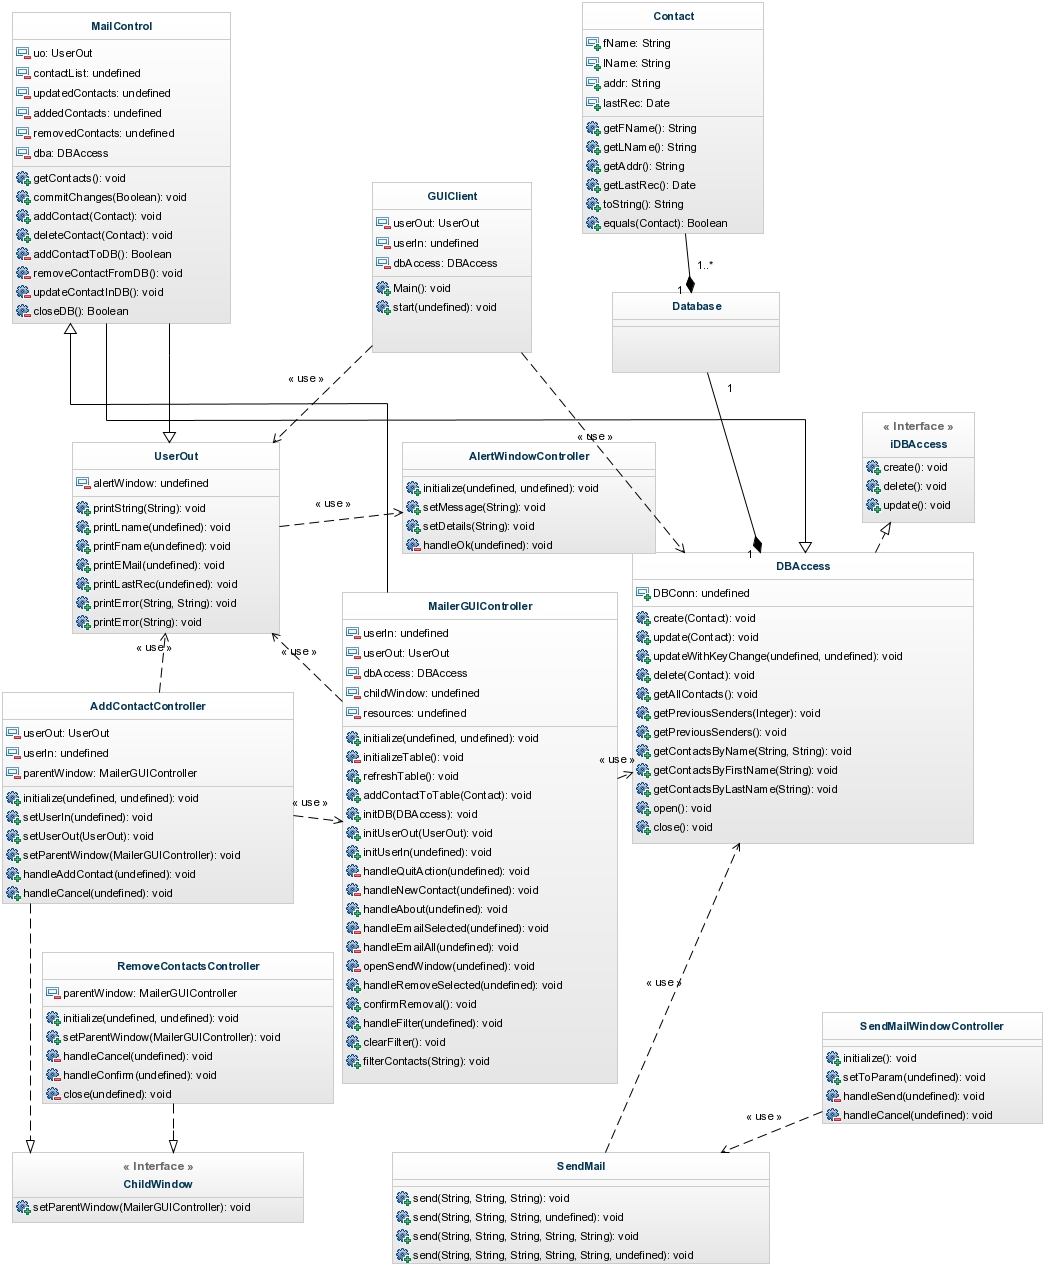 MailControl
uo: UserOut
contactList: undefined
updatedContacts: undefined
addedContacts: undefined
removedContacts: undefined
dba: DBAccess
getContacts(): void
commitChanges(Boolean): void
addContact(Contact): void
deleteContact(Contact): void
addContactToDB(): Boolean
removeContactFromDB(): void
updateContactInDB(): void
closeDB(): Boolean
Contact
fName: String
lName: String
addr: String
lastRec: Date
getFName(): String
getLName(): String
getAddr(): String
getLastRec(): Date
toString(): String
equals(Contact): Boolean
GUIClient
userOut: UserOut
userIn: undefined
dbAccess: DBAccess
Main(): void
start(undefined): void
1..*
1
Database
1
1
« use »
« use »
« Interface »
iDBAccess
create(): void
delete(): void
update(): void
UserOut
alertWindow: undefined
printString(String): void
printLname(undefined): void
printFname(undefined): void
printEMail(undefined): void
printLastRec(undefined): void
printError(String, String): void
printError(String): void
« use »
AlertWindowController
initialize(undefined, undefined): void
setMessage(String): void
setDetails(String): void
handleOk(undefined): void
DBAccess
DBConn: undefined
create(Contact): void
update(Contact): void
updateWithKeyChange(undefined, undefined): void
delete(Contact): void
getAllContacts(): void
getPreviousSenders(Integer): void
getPreviousSenders(): void
getContactsByName(String, String): void
getContactsByFirstName(String): void
getContactsByLastName(String): void
open(): void
close(): void
MailerGUIController
userIn: undefined
userOut: UserOut
dbAccess: DBAccess
childWindow: undefined
resources: undefined
initialize(undefined, undefined): void
initializeTable(): void
refreshTable(): void
addContactToTable(Contact): void
initDB(DBAccess): void
initUserOut(UserOut): void
initUserIn(undefined): void
handleQuitAction(undefined): void
handleNewContact(undefined): void
handleAbout(undefined): void
handleEmailSelected(undefined): void
handleEmailAll(undefined): void
openSendWindow(undefined): void
handleRemoveSelected(undefined): void
confirmRemoval(): void
handleFilter(undefined): void
clearFilter(): void
filterContacts(String): void
« use »
« use »
« use »
« use »
AddContactController
userOut: UserOut
userIn: undefined
parentWindow: MailerGUIController
initialize(undefined, undefined): void
setUserIn(undefined): void
setUserOut(UserOut): void
setParentWindow(MailerGUIController): void
handleAddContact(undefined): void
handleCancel(undefined): void
RemoveContactsController
parentWindow: MailerGUIController
initialize(undefined, undefined): void
setParentWindow(MailerGUIController): void
handleCancel(undefined): void
handleConfirm (undefined): void
close(undefined): void
« Interface »
ChildWindow
setParentWindow(MailerGUIController): void
« use »
SendMailWindowController
initialize(): void
setToParam(undefined): void
handleSend(undefined): void
handleCancel(undefined): void
« use »
SendMail
send(String, String, String): void
send(String, String, String, undefined): void
send(String, String, String, String, String): void
send(String, String, String, String, String, undefined): void